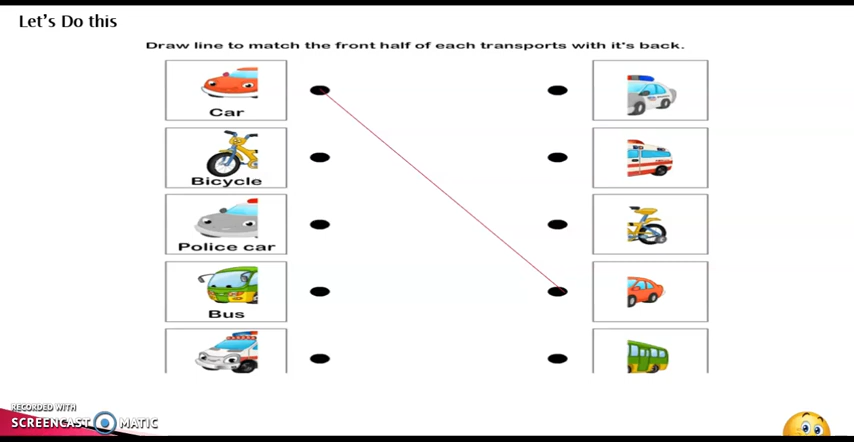 Let's Do this
Draw line to match the front half of each transports with it's back.
Car
Bicycle
Police car
Bus
RECORDED WITH
SCREENCAST MATIC